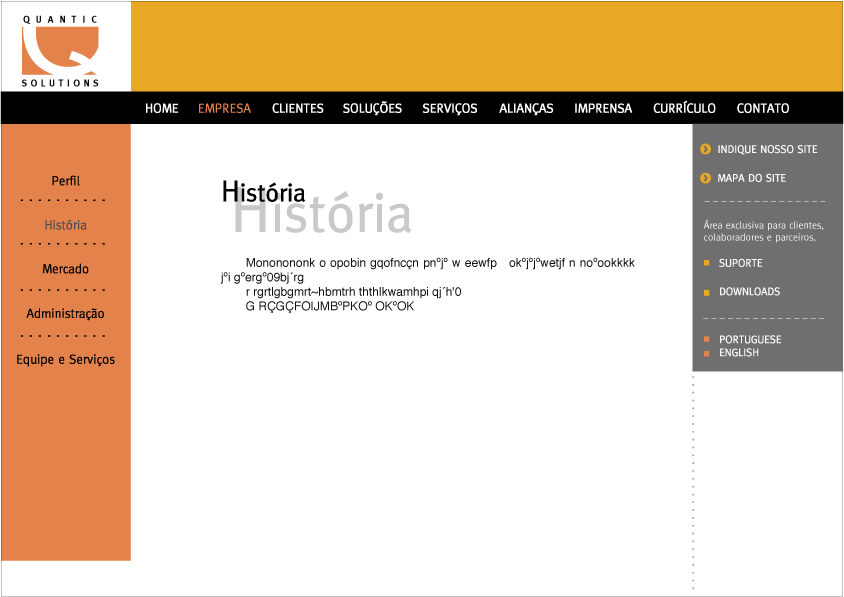 QUANTIC
SOLUTIONS
HOME EMPRESA CLIENTES SOLUÇÕES SERVIÇOS ALIANÇAS IMPRENSA CURRÍCULO CONTATO
Perfil
História
Mercado
Administração
Equipe e Serviços
História
História
Monononononk o opobin gqofnccçn pnºjº w eewfp okºjºjºwetjf n noºookkkk
jºi gºergº09bj´rg
r rgrtlgbgmrt~hbmtrh ththlkwamhpi qj´h'0
G RÇGÇFOIJMBºPKOº OKºOK
INDIQUE NOSSO SITE
MAPA DO SITE
Área exclusiva para clientes,
colaboradores e parceiros.
SUPORTE
DOWNLOADS
PORTUGUESE
ENGLISH